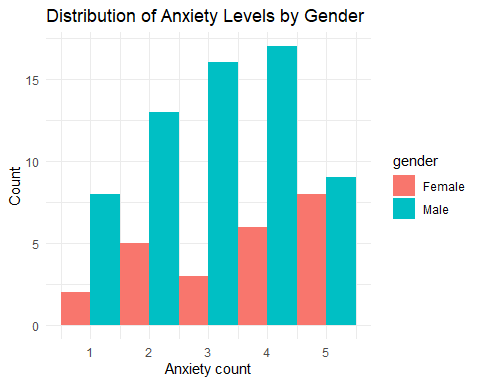 Distribution of Anxiety Levels by Gender
15
10
5
0
Count
1 2 3 4 5
Anxiety count
gender
Female
Male